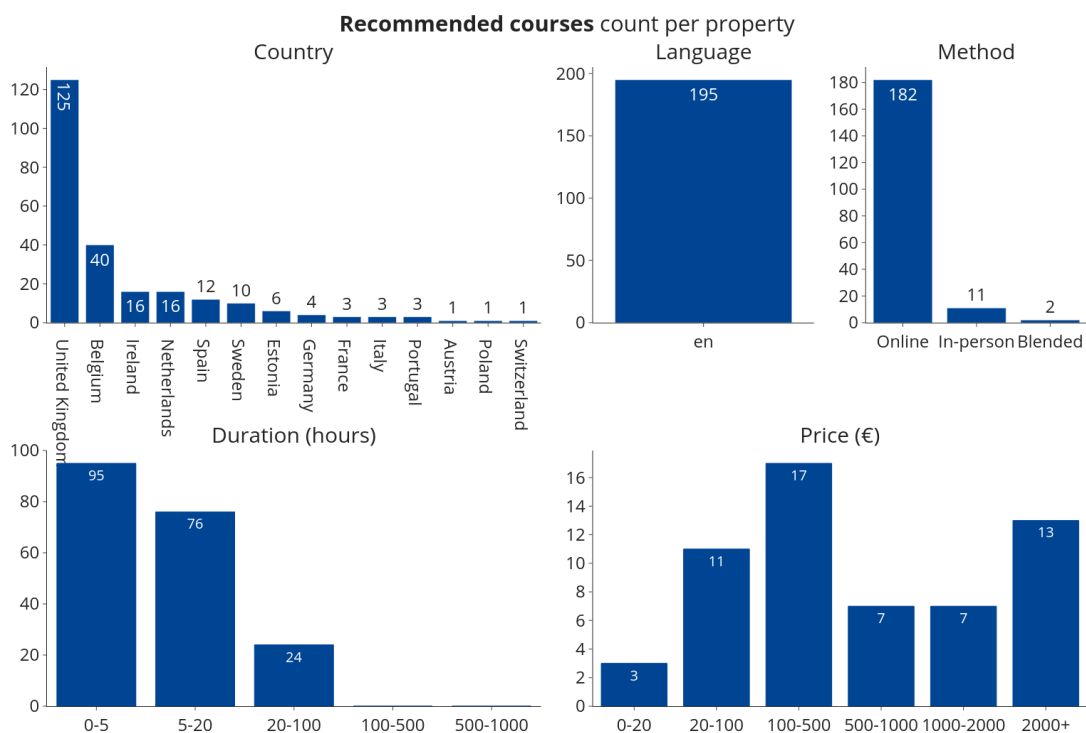 Recommended courses count per property
Country
120
100
80
60
40
20
0
125
40
16
16
12
10
6
4
3
3
3
1
1
1
United Kingdom
Belgium
Ireland
Netherlands
Spain
Sweden
Estonia
Germany
France
Italy
Portugal
Austria
Poland
Switzerland
Language
200
150
100
50
0
195
en
Method
180
160
140
120
100
80
60
40
20
0
182
11
2
Online In-person Blended
Duration (hours)
100
80
60
40
20
0
95
76
24
0-5 5-20 20-100 100-500 500-1000
Price (€)
16
14
12
10
8
6
4
2
0
3
11
17
7
7
13
0-20 20-100 100-500 500-1000 1000-2000 2000+